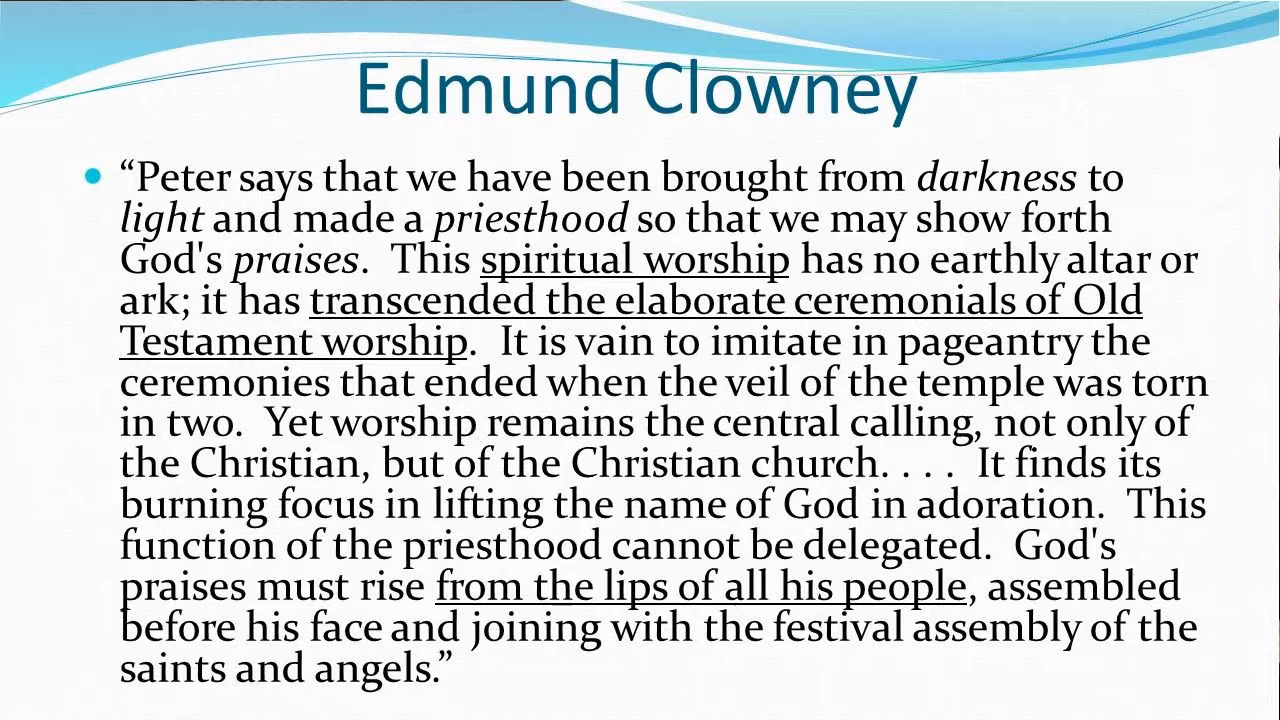 Edmund Clowney
• “Peter says that we have been brought from darkness to
light and made a priesthood so that we may show forth
God's praises.  This spiritual worship has no earthly altar or
ark; it has transcended the elaborate ceremonials of Old
Testament worship.  It is vain to imitate in pageantry the
ceremonies that ended when the veil of the temple was torn
in two.  Yet worship remains the central calling, not only of
the Christian, but of the Christian church. . . .  It finds its
burning focus in lifting the name of God in adoration.  This
function of the priesthood cannot be delegated.  God's
praises must rise from the lips of all his people, assembled
before his face and joining with the festival assembly of the
saints and angels.”